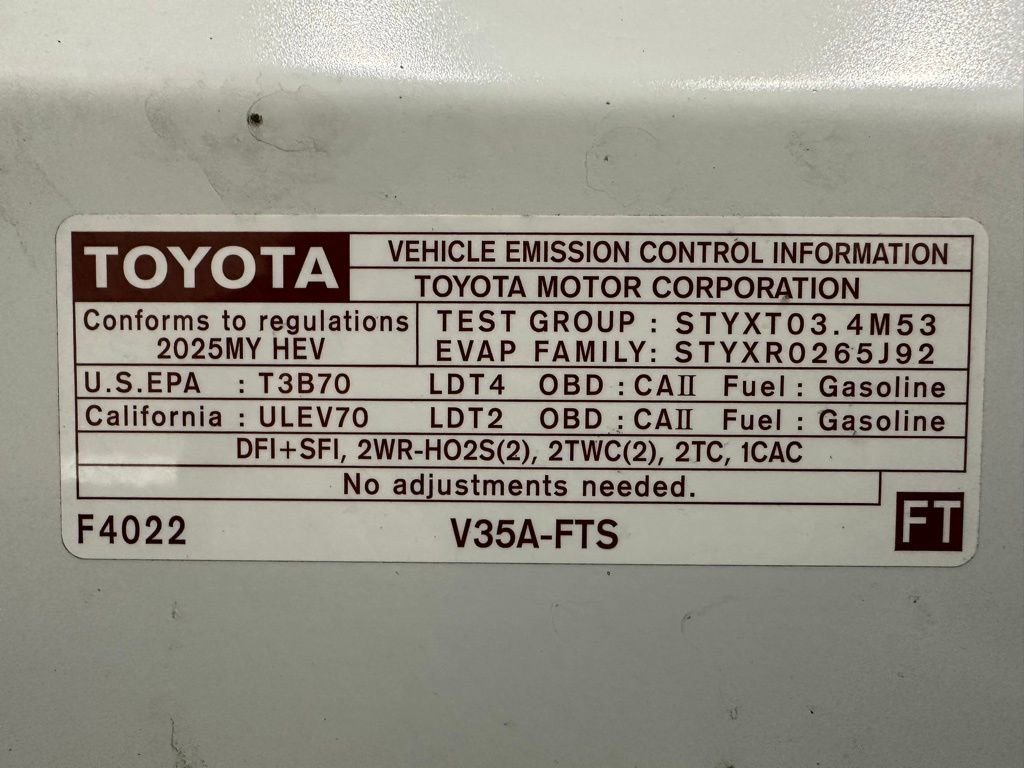 TOYOTA
VEHICLE EMISSION CONTROL INFORMATION
TOYOTA MOTOR CORPORATION
Conforms to regulations
2025MY HEV
TEST GROUP : STYXT03.4M53
EVAP FAMILY: STYXR0265J92
U.S.EPA : T3B70 LDT4 OBD : CAII Fuel : Gasoline
California : ULEV70 LDT2 OBD : CAII Fuel : Gasoline
DFI+SFI, 2WR-HO2S(2), 2TWC(2), 2TC, 1CAC
No adjustments needed.
F4022 V35A-FTS FT